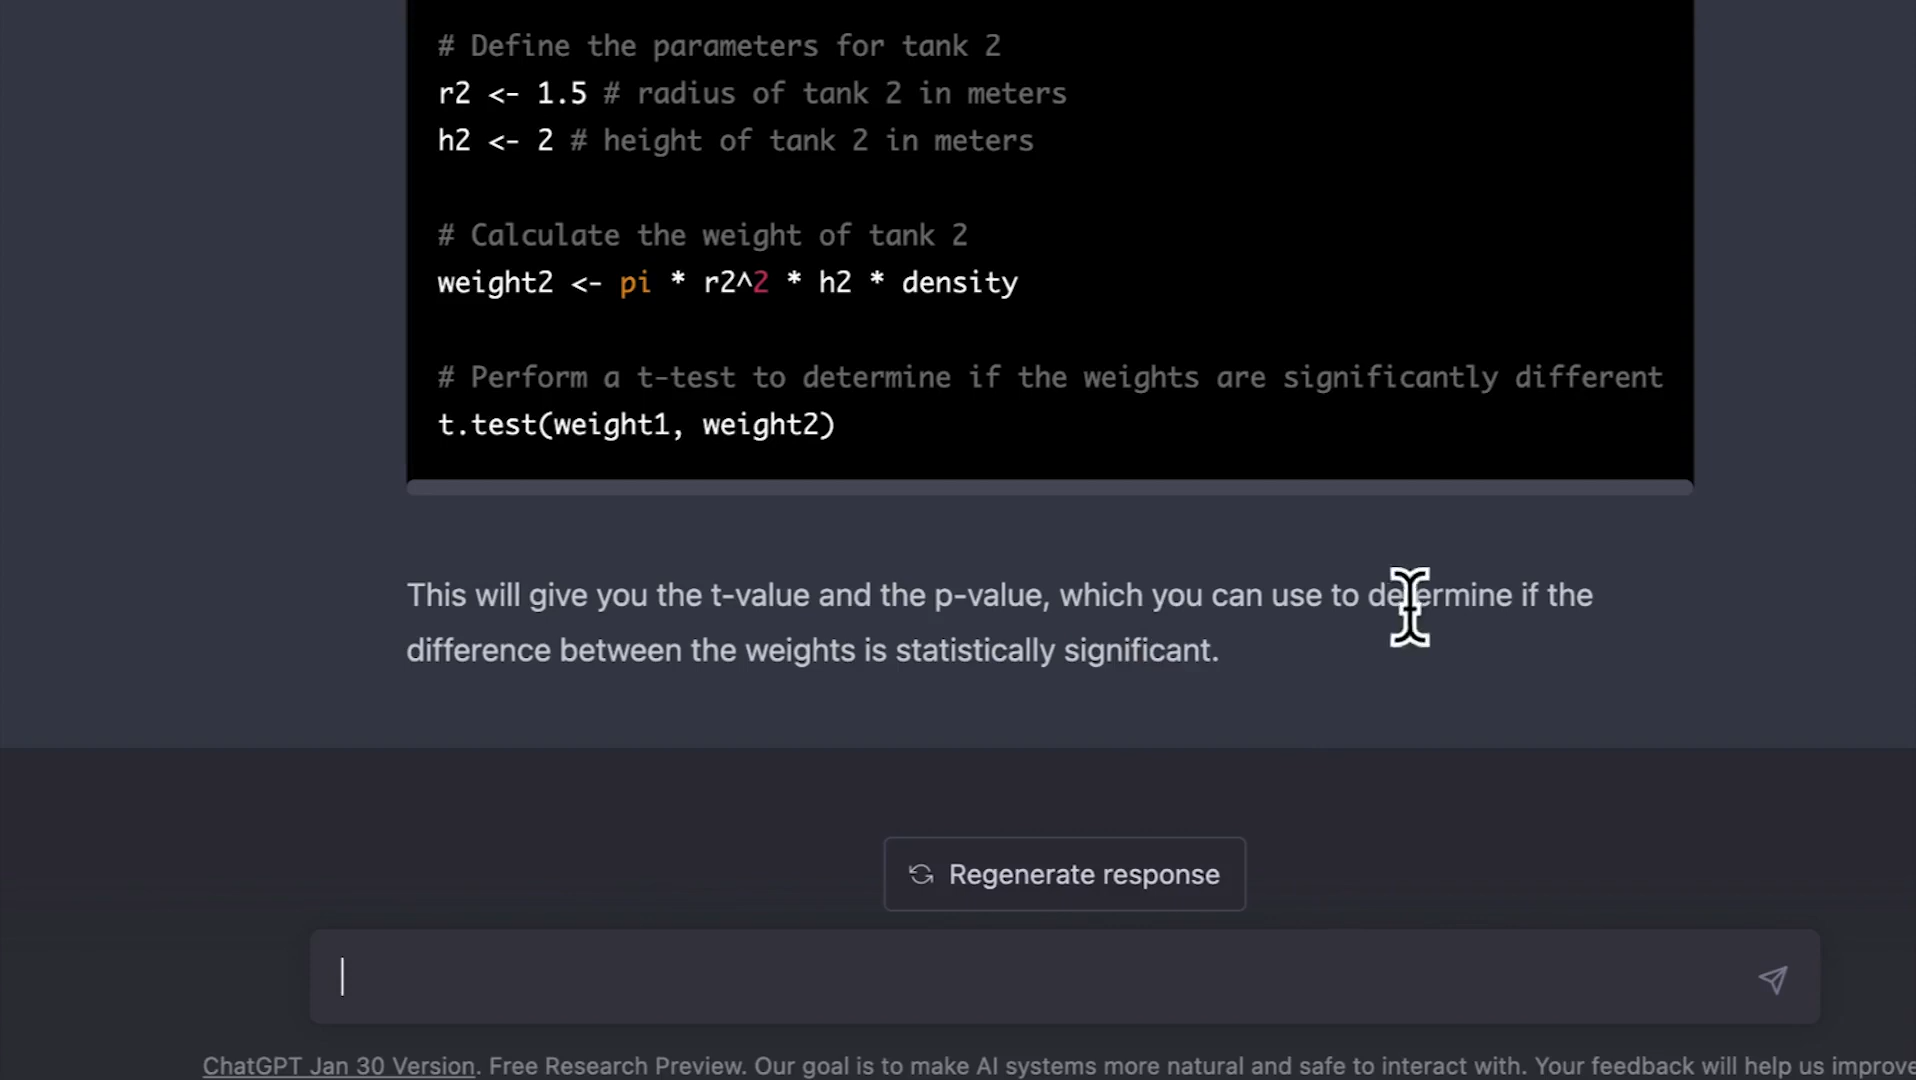 # Define the parameters for tank 2
r2 <- 1.5 # radius of tank 2 in meters
h2 <- 2 # height of tank 2 in meters
# Calculate the weight of tank 2
weight2 <- pi * r2^2 * h2 * density
# Perform a t-test to determine if the weights are significantly different
t.test(weight1, weight2)
This will give you the t-value and the p-value, which you can use to determine if the
difference between the weights is statistically significant.
Regenerate response
ChatGPT Jan 30 Version. Free Research Preview. Our goal is to make AI systems more natural and safe to interact with. Your feedback will help us improve